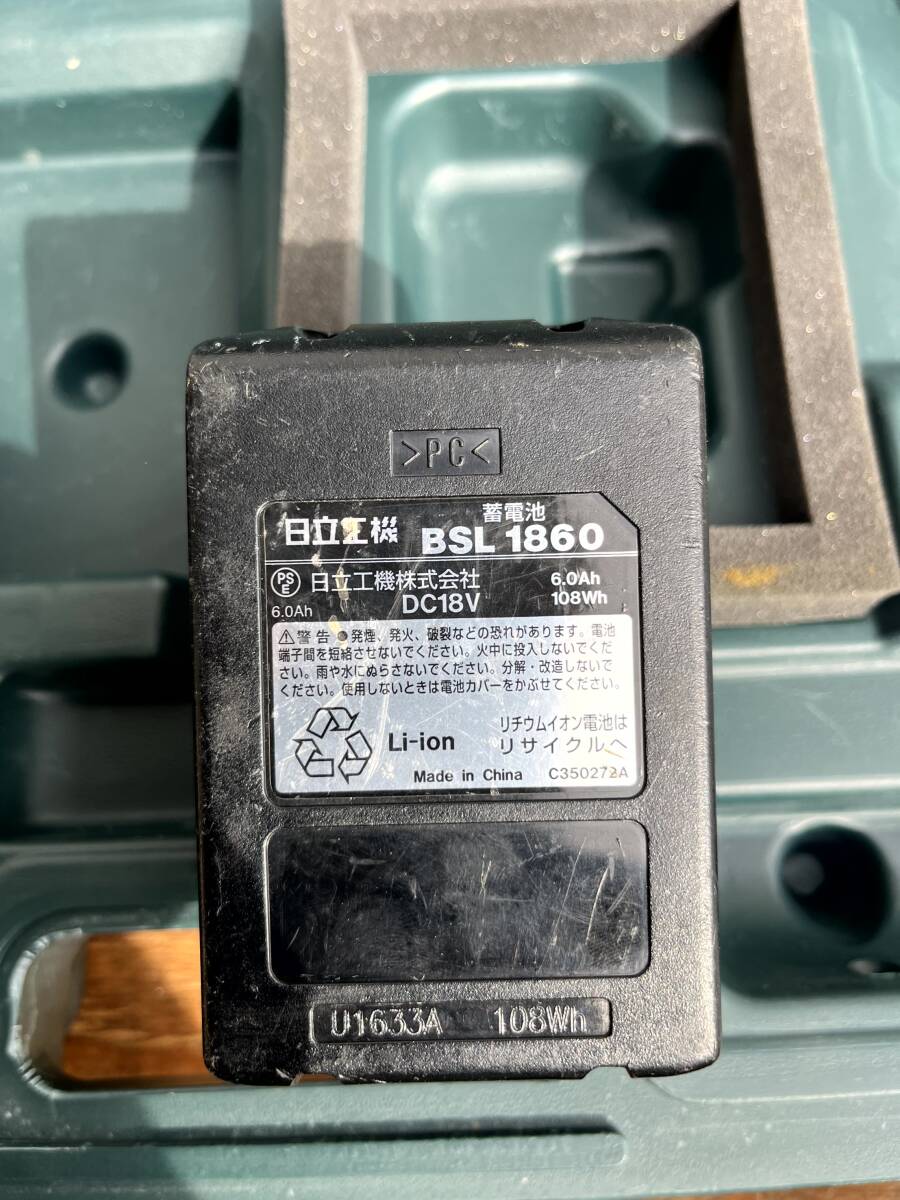 >PC<
蓄電池
日立工機 BSL 1860
PSE 日立工機株式会社 6.0Ah
6.0Ah DC18V 108Wh
⚠警告 ●発煙、発火、破裂などの恐れがあります。電池
端子間を短絡させないでください。火中に投入しないでくだ
さい。雨や水にぬらさないでください。分解・改造しないで
ください。使用しないときは電池カバーをかぶせてください。
Li-ion リチウムイオン電池は
リサイクルへ
Made in China C350272A
U1633A 108Wh